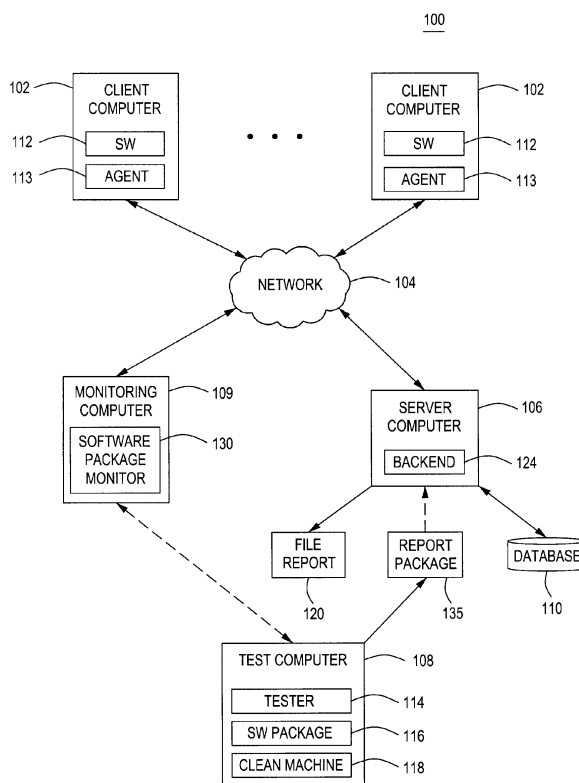 100
102
CLIENT
COMPUTER
SW
AGENT
112
113
CLIENT
COMPUTER
SW
AGENT
102
112
113
NETWORK
104
MONITORING
COMPUTER
SOFTWARE
PACKAGE
MONITOR
109
130
SERVER
COMPUTER
BACKEND
106
124
FILE
REPORT
120
REPORT
PACKAGE
135
DATABASE
110
TEST COMPUTER
TESTER
SW PACKAGE
CLEAN MACHINE
108
114
116
118